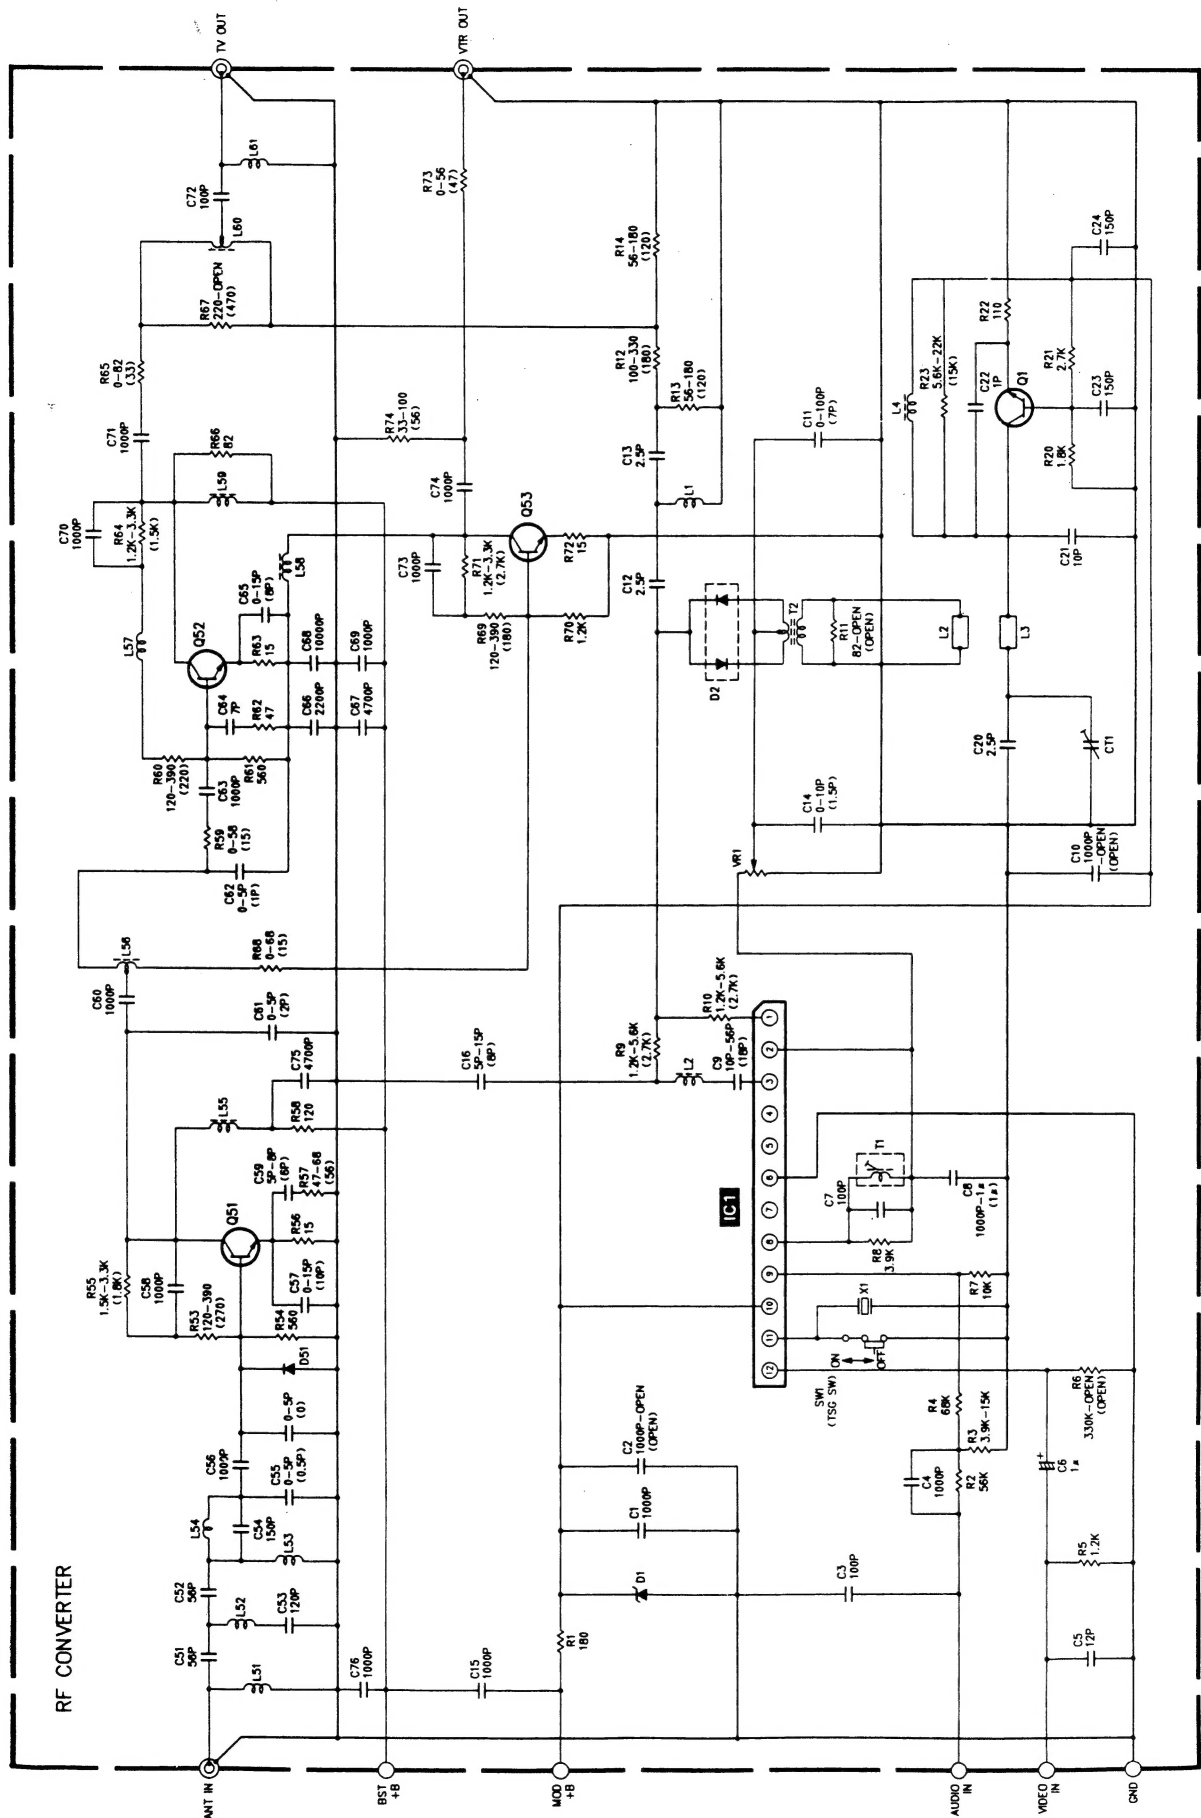 RF CONVERTER
ANT IN
BST
+B
MOD
+B
AUDIO
IN
VIDEO
IN
GND
TV OUT
VTR OUT
C51
56P
C52
56P
L51
L52
C53
120P
L53
L54
C54
150P
C55
0-5P
(0.5P)
C56
1000P
0-5P
(0)
D51
R53
120-390
(270)
R54
560
R55
1.5K-3.3K
(1.8K)
C58
1000P
C57
0-15P
(10P)
Q51
R56
15
C59
5P-8P
(6P)
R57
47-68
(56)
L55
R58
120
C75
4700P
C61
0-5P
(2P)
C60
1000P
L56
R68
0-68
(15)
C62
0-5P
(1P)
R59
0-58
(15)
C63
1000P
R60
120-390
(220)
R61
560
C64
7P
R62
47
Q52
R63
15
C65
0-15P
(8P)
C66
2200P
C67
4700P
C68
10000P
C69
1000P
L57
L58
C70
1000P
R64
1.2K-3.3K
(1.5K)
L59
R66
82
C71
1000P
R65
0-82
(33)
R67
220-OPEN
(470)
L60
C72
100P
L61
R73
0-56
(47)
R74
33-100
(56)
C74
1000P
C73
1000P
R71
1.2K-3.3K
(2.7K)
Q53
R69
120-390
(180)
R70
1.2K
R72
15
C76
1000P
C15
1000P
C16
5P-15P
(8P)
R1
180
D1
C1
1000P
C2
1000P-OPEN
(OPEN)
C3
100P
C4
1000P
R2
56K
R3
3.9K-15K
R4
68K
C5
12P
R5
1.2K
C6
1µ
R6
330K-OPEN
(OPEN)
SW1
(TSG SW)
ON
OFF
X1
R7
10K
R8
3.9K
C7
100P
T1
C8
1000P-1µ
(1µ)
IC1
12
11
10
9
8
7
6
5
4
3
2
1
L2
C9
10P-56P
(18P)
R9
1.2K-5.6K
(2.7K)
R10
1.2K-5.6K
(2.7K)
VR1
C14
0-10P
(1.5P)
C10
1000P
-OPEN
(OPEN)
C12
2.5P
C13
2.5P
L1
R12
100-330
(180)
R13
56-180
(120)
R14
56-180
(120)
D2
T2
R11
82-OPEN
(OPEN)
L2
L3
C11
0-100P
(7P)
C20
2.5P
CT1
C21
10P
L4
R23
5.6K-22K
(15K)
C22
1P
Q1
R22
110
R20
1.8K
R21
2.7K
C23
150P
C24
150P